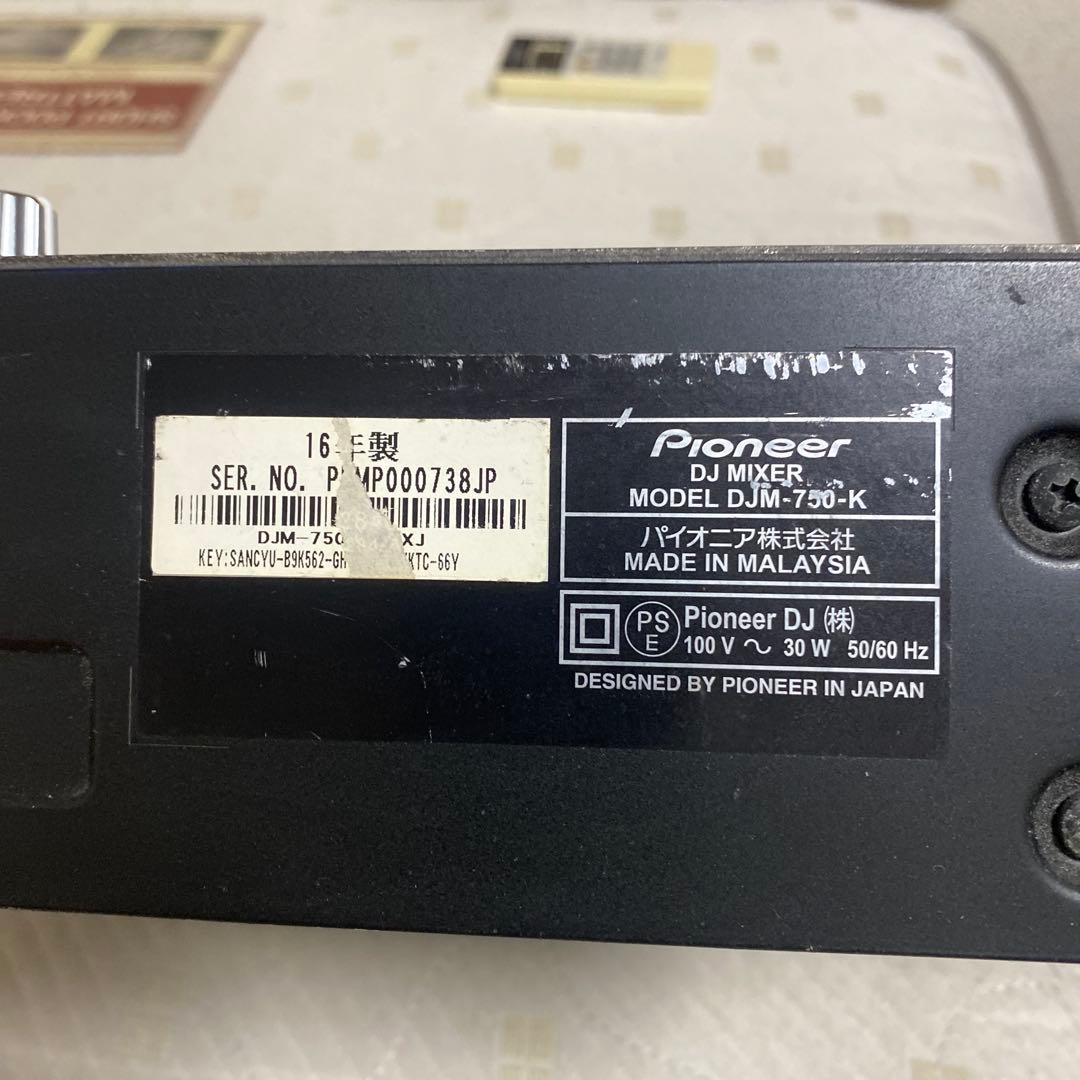 16年製
SER. NO. P MP000738JP
DJM-750 XJ
KEY:SANCYU-B9K562-GH KTC-66Y
Pioneer
DJ MIXER
MODEL DJM-750-K
パイオニア株式会社
MADE IN MALAYSIA
PS E
Pioneer DJ ㈱
100 V ～ 30 W 50/60 Hz
DESIGNED BY PIONEER IN JAPAN